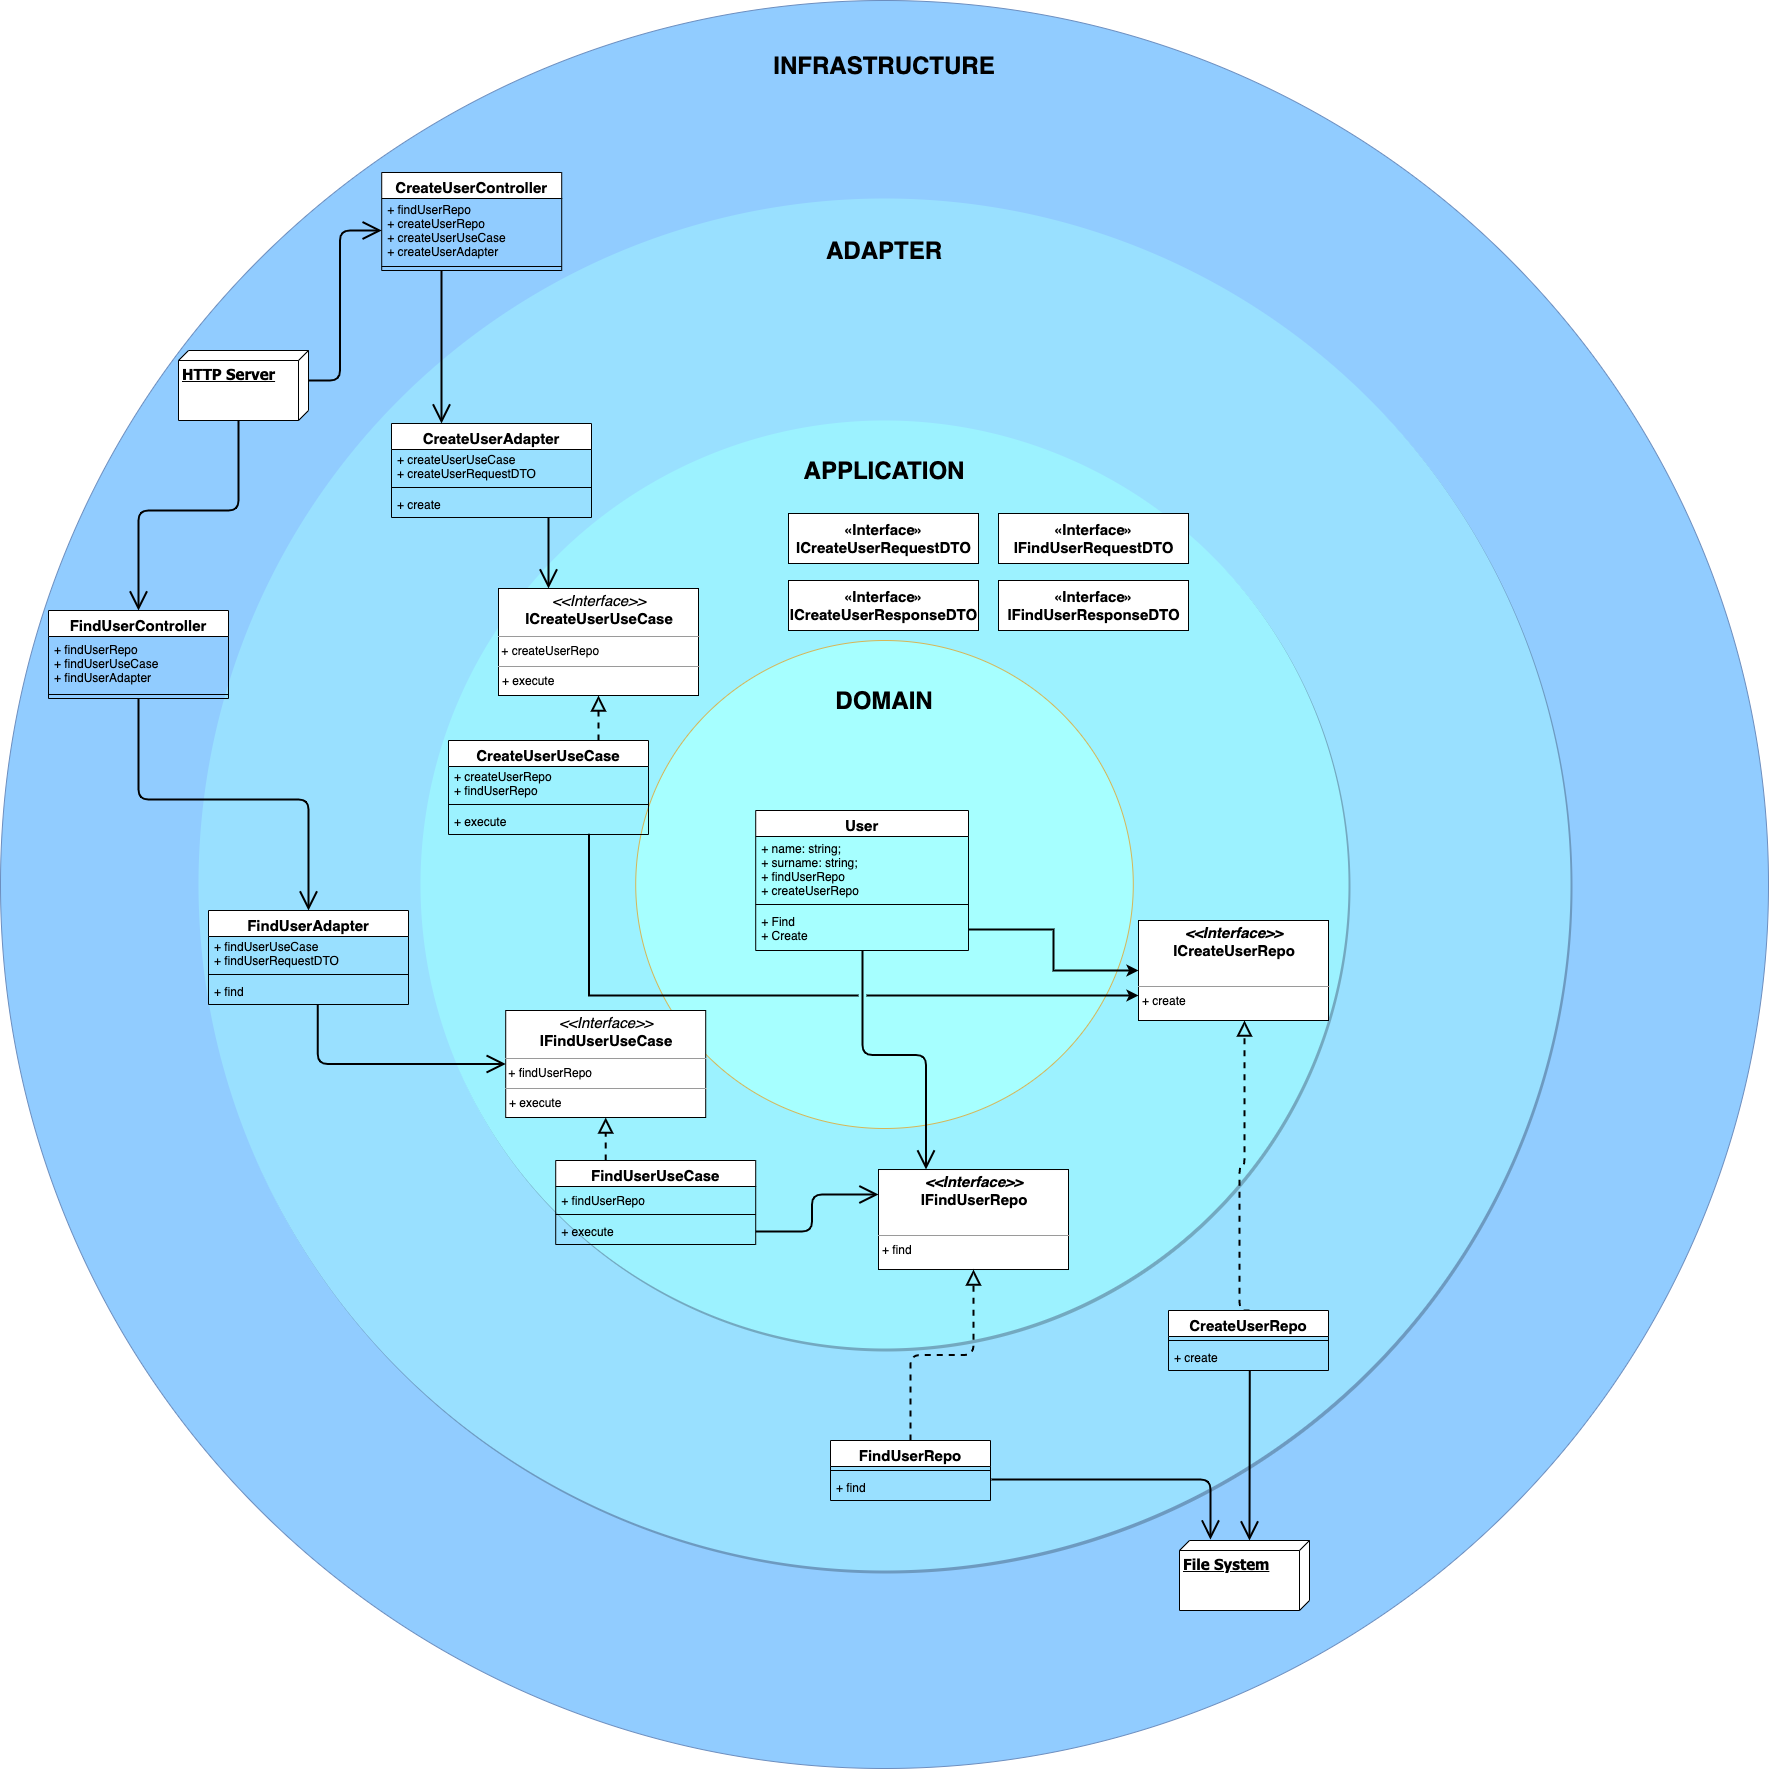 INFRASTRUCTURE
CreateUserController
+ findUserRepo
+ createUserRepo
+ createUserUseCase
+ createUserAdapter
ADAPTER
HTTP Server
CreateUserAdapter
+ createUserUseCase
+ createUserRequestDTO
+ create
APPLICATION
«Interface»
ICreateUserRequestDTO
«Interface»
IFindUserRequestDTO
«Interface»
ICreateUserResponseDTO
«Interface»
IFindUserResponseDTO
<<Interface>>
ICreateUserUseCase
+ createUserRepo
+ execute
FindUserController
+ findUserRepo
+ findUserUseCase
+ findUserAdapter
DOMAIN
CreateUserUseCase
+ createUserRepo
+ findUserRepo
+ execute
User
+ name: string;
+ surname: string;
+ findUserRepo
+ createUserRepo
+ Find
+ Create
FindUserAdapter
+ findUserUseCase
+ findUserRequestDTO
+ find
<<Interface>>
ICreateUserRepo
+ create
<<Interface>>
IFindUserUseCase
+ findUserRepo
+ execute
FindUserUseCase
+ findUserRepo
+ execute
<<Interface>>
IFindUserRepo
+ find
CreateUserRepo
+ create
FindUserRepo
+ find
File System